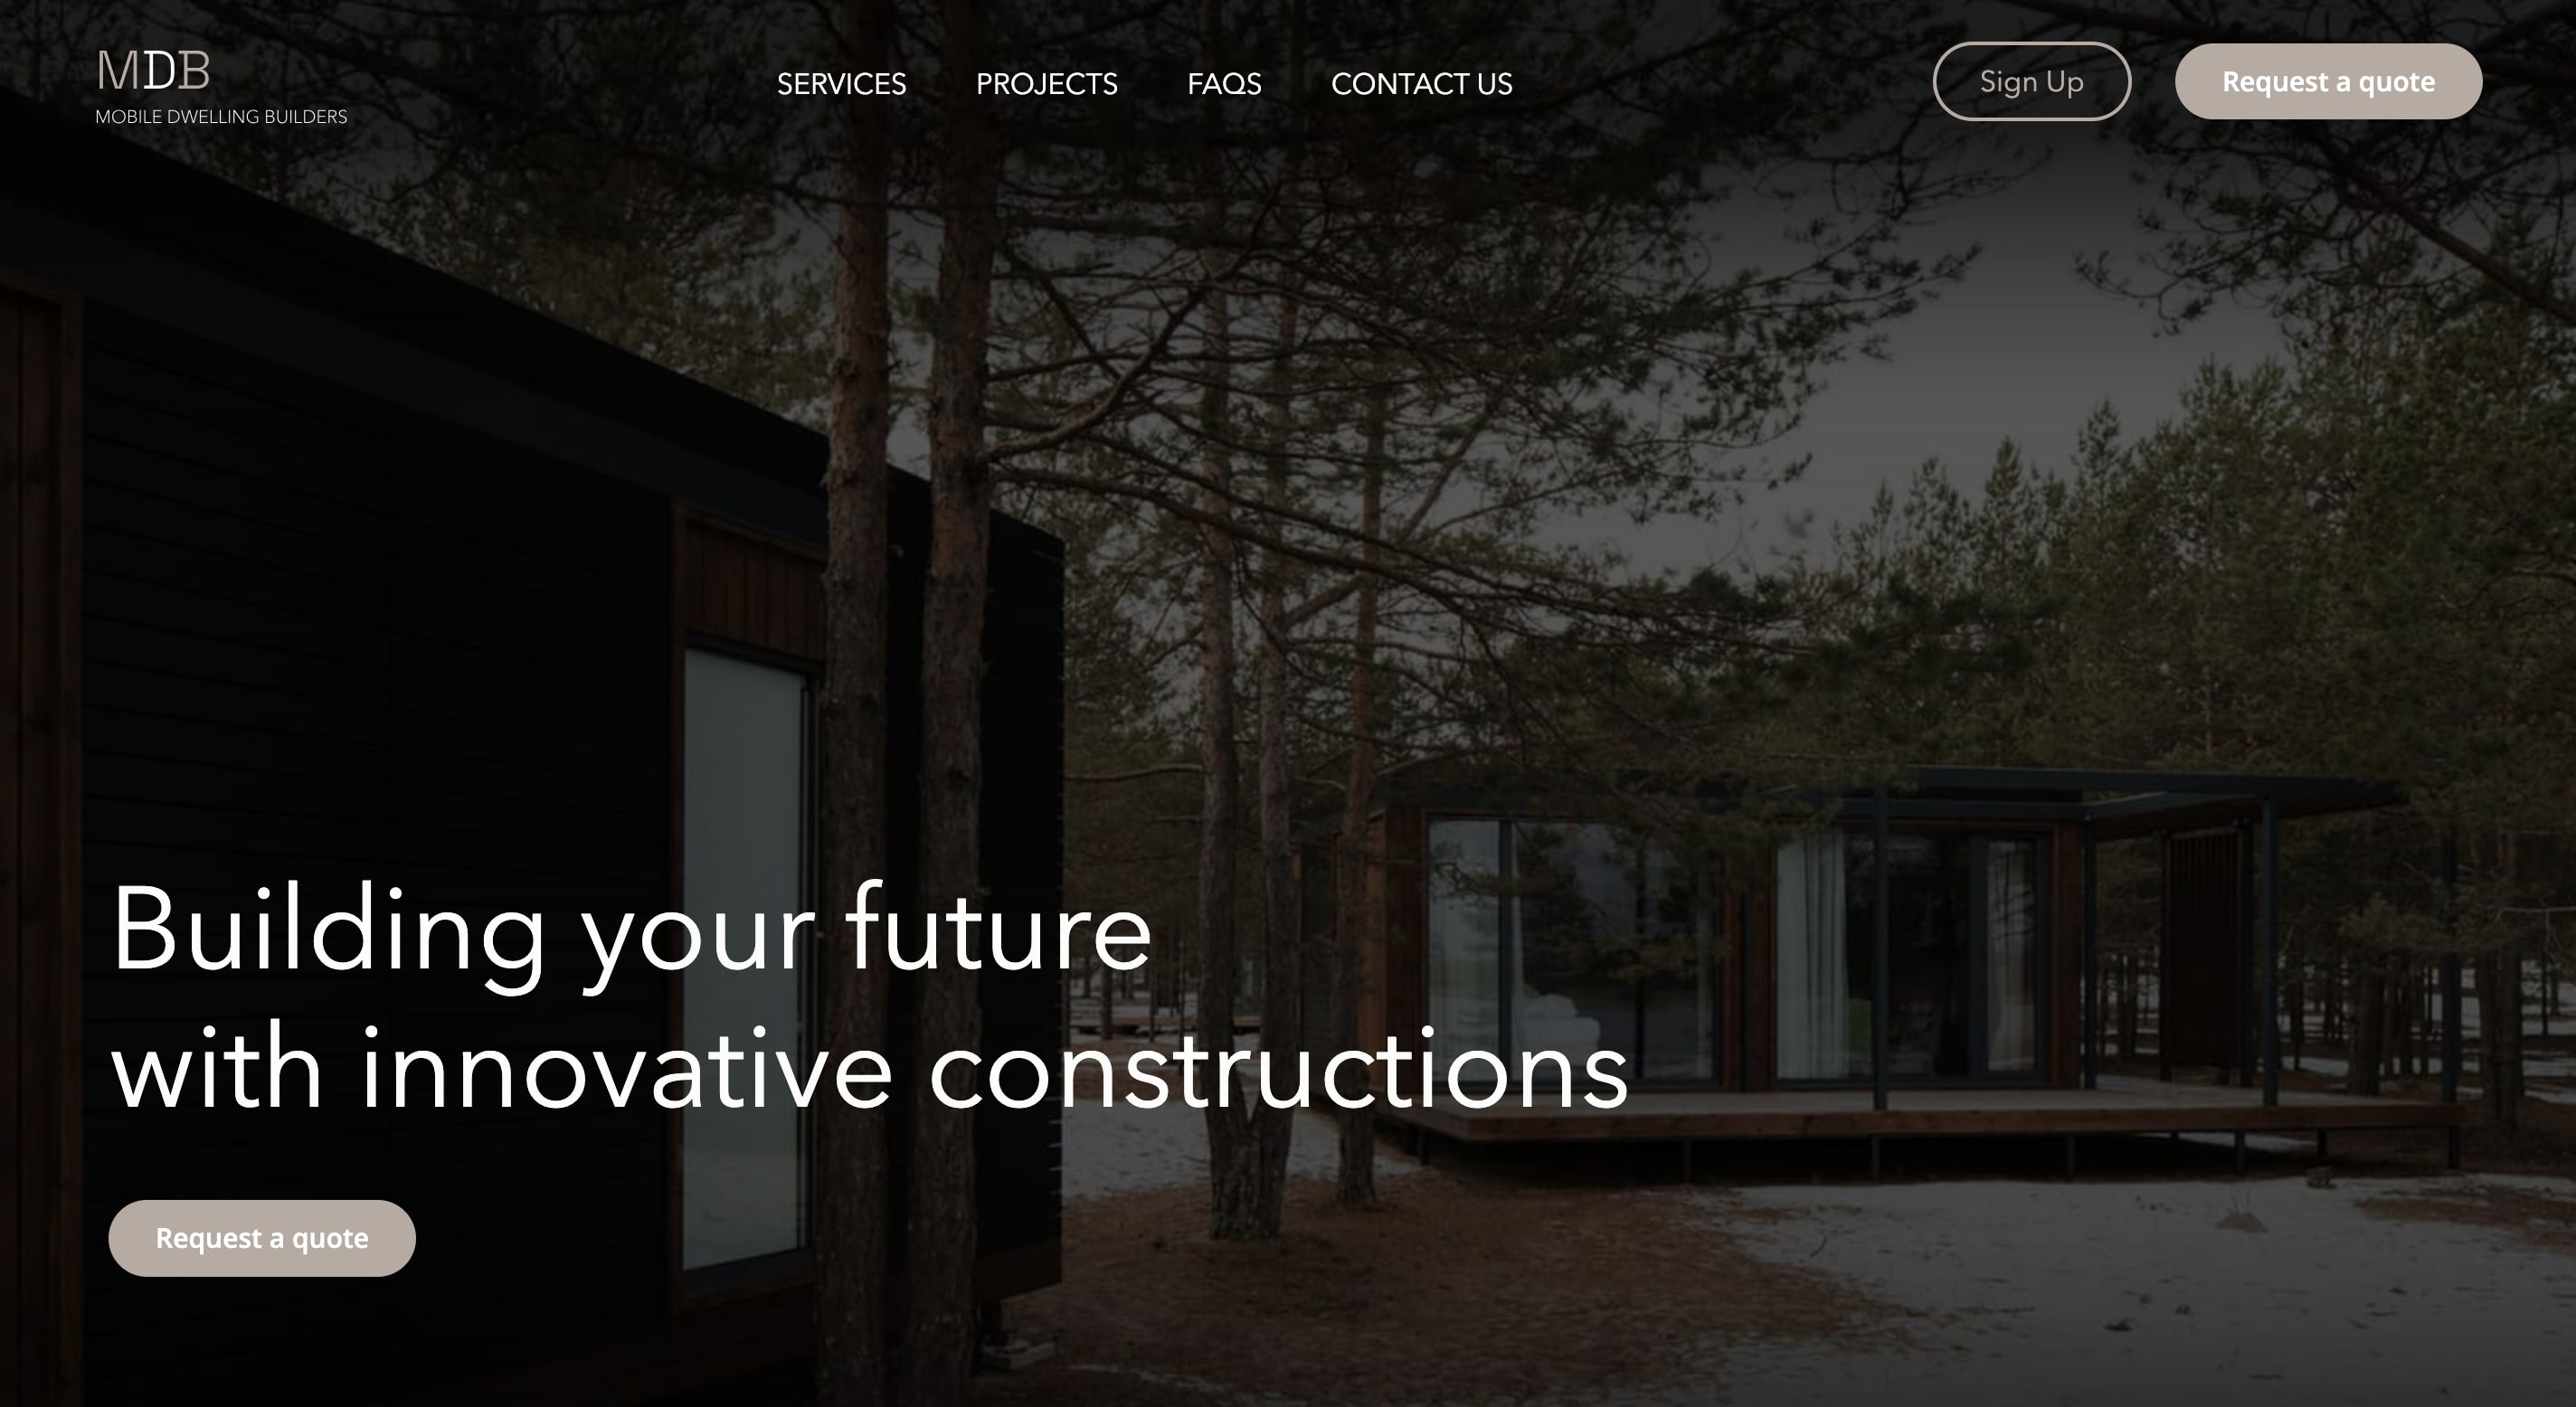 MDB
MOBILE DWELLING BUILDERS
SERVICES
PROJECTS
FAQS
CONTACT US
Sign Up
Request a quote
Building your future
with innovative constructions
Request a quote